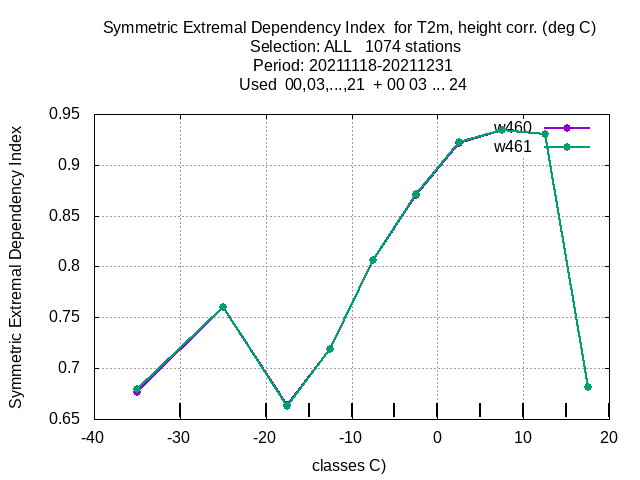 Symmetric Extremal Dependency Index  for T2m, height corr. (deg C)
Selection: ALL   1074 stations
Period: 20211118-20211231
Used  00,03,...,21  + 00 03 ... 24
Symmetric Extremal Dependency Index
0.95
0.9
0.85
0.8
0.75
0.7
0.65
w460
w461
-40 -30 -20 -10 0 10 20
classes C)